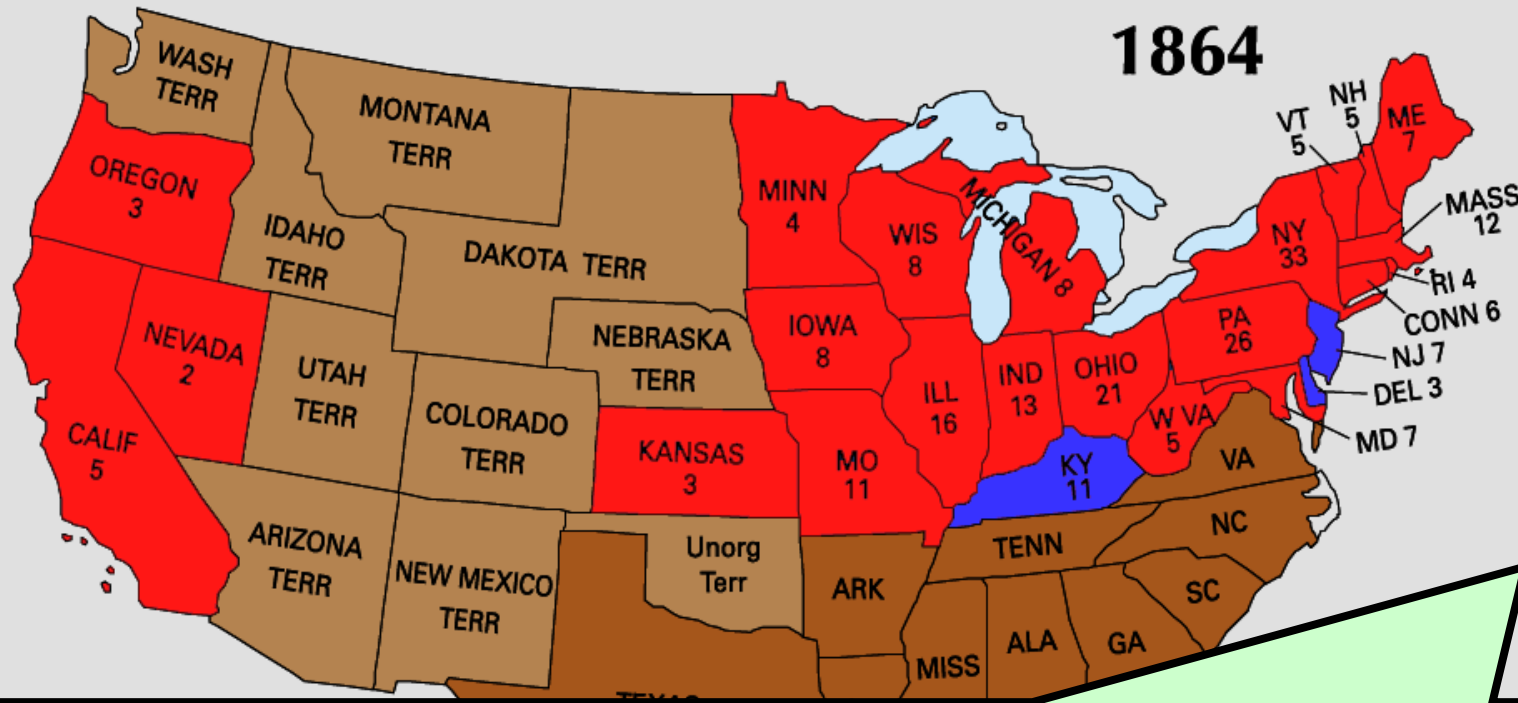 1864
WASH
TERR
MONTANA
TERR
OREGON
3
IDAHO
TERR
DAKOTA TERR
MINN
4
WIS
8
MICHIGAN 8
NH
5
VT
5
ME
7
MASS
12
NY
33
RI 4
CONN 6
NJ 7
DEL 3
MD 7
PA
26
NEVADA
2
UTAH
TERR
NEBRASKA
TERR
IOWA
8
ILL
16
IND
13
OHIO
21
W VA
5
VA
CALIF
5
COLORADO
TERR
KANSAS
3
MO
11
KY
11
ARIZONA
TERR
NEW MEXICO
TERR
Unorg
Terr
ARK
TENN
NC
SC
MISS
ALA
GA
TEXAS